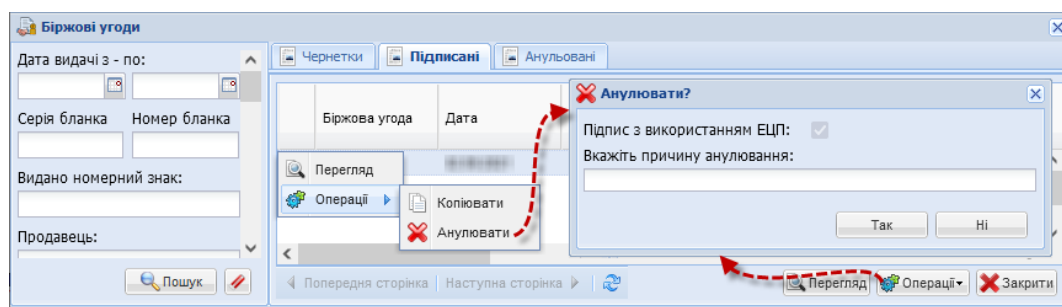 Біржові угоди
Дата видачі з - по:
Серія бланка Номер бланка
Видано номерний знак:
Продавець:
Пошук
Чернетки Підписані Анульовані
Біржова угода Дата
Перегляд
Операції
Копіювати
Анулювати
Анулювати?
Підпис з використанням ЕЦП:
Вкажіть причину анулювання:
Так Ні
Попередня сторінка Наступна сторінка
Перегляд Операції Закрити